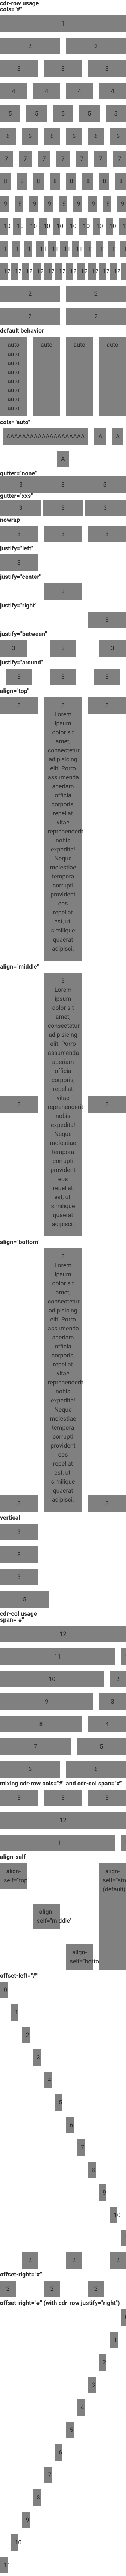 cdr-row usage
cols="#"
1
2 2
3 3 3
4 4 4 4
5 5 5 5 5
6 6 6 6 6 6
7 7 7 7 7 7 7
8 8 8 8 8 8 8 8
9 9 9 9 9 9 9 9 9
10 10 10 10 10 10 10 10 10 1
11 11 11 11 11 11 11 11 11 11 11
12 12 12 12 12 12 12 12 12 12 12
2 2
2 2
default behavior
auto auto auto auto
auto
auto
auto
auto
auto
auto
auto
cols="auto"
AAAAAAAAAAAAAAAAAAAAA A A
A
gutter="none"
3 3 3
gutter="xxs"
3 3 3
nowrap
3 3 3
justify="left"
3
justify="center"
3
justify="right"
3
justify="between"
3 3 3
justify="around"
3 3 3
align="top"
3 3 3
Lorem
ipsum
dolor sit
amet,
consectetur
adipisicing
elit. Porro
assumenda
aperiam
officia
corporis,
repellat
vitae
reprehenderit
nobis
expedita!
Neque
molestiae
tempora
corrupti
provident
eos
repellat
est, ut,
similique
quaerat
adipisci.
align="middle"
3
Lorem
ipsum
dolor sit
amet,
consectetur
adipisicing
elit. Porro
assumenda
aperiam
officia
corporis,
repellat
vitae
3 reprehenderit 3
nobis
expedita!
Neque
molestiae
tempora
corrupti
provident
eos
repellat
est, ut,
similique
quaerat
adipisci.
align="bottom"
3
Lorem
ipsum
dolor sit
amet,
consectetur
adipisicing
elit. Porro
assumenda
aperiam
officia
corporis,
repellat
vitae
reprehenderit
nobis
expedita!
Neque
molestiae
tempora
corrupti
provident
eos
repellat
est, ut,
similique
quaerat
3 adipisci. 3
vertical
3
3
3
5
cdr-col usage
span="#"
12
11
10 2
9 3
8 4
7 5
6 6
mixing cdr-row cols="#" and cdr-col span="#"
3 3 3
12
11
align-self
align-
self="top"
align-
self="stre
(default)
align-
self="middle"
align-
self="botto
offset-left="#"
0
1
2
3
4
5
6
7
8
9
10
2 2 2
offset-right="#"
2 2 2
offset-right="#" (with cdr-row justify="right")
1
2
3
4
5
6
7
8
9
10
11